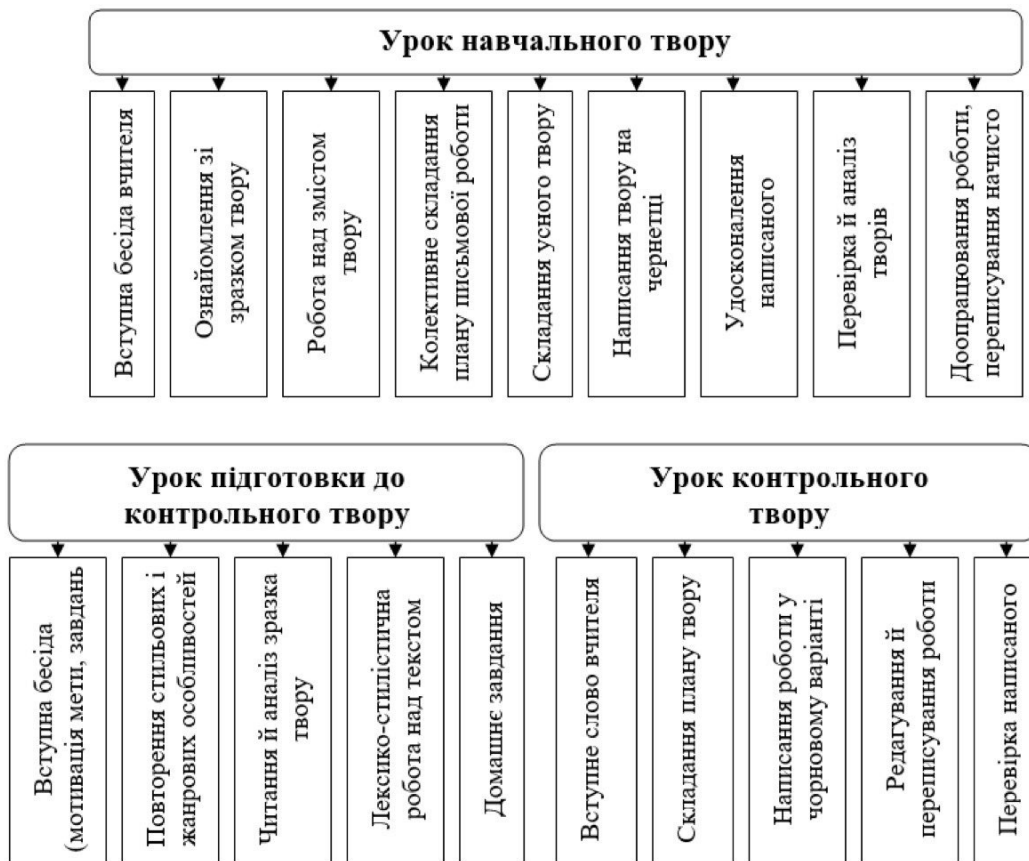 Урок навчального твору
Вступна бесіда вчителя
Ознайомлення зі
зразком твору
Робота над змістом
твору
Колективне складання
плану письмової роботи
Складання усного твору
Написання твору на
чернетці
Удосконалення
написаного
Перевірка й аналіз
творів
Доопрацювання роботи,
переписування начисто
Урок підготовки до
контрольного твору
Вступна бесіда
(мотивація мети, завдань
Повторення стильових і
жанрових особливостей
Читання й аналіз зразка
твору
Лексико-стилістична
робота над текстом
Домашнє завдання
Урок контрольного
твору
Вступне слово вчителя
Складання плану твору
Написання роботи у
чорновому варіанті
Редагування й
переписування роботи
Перевірка написаного